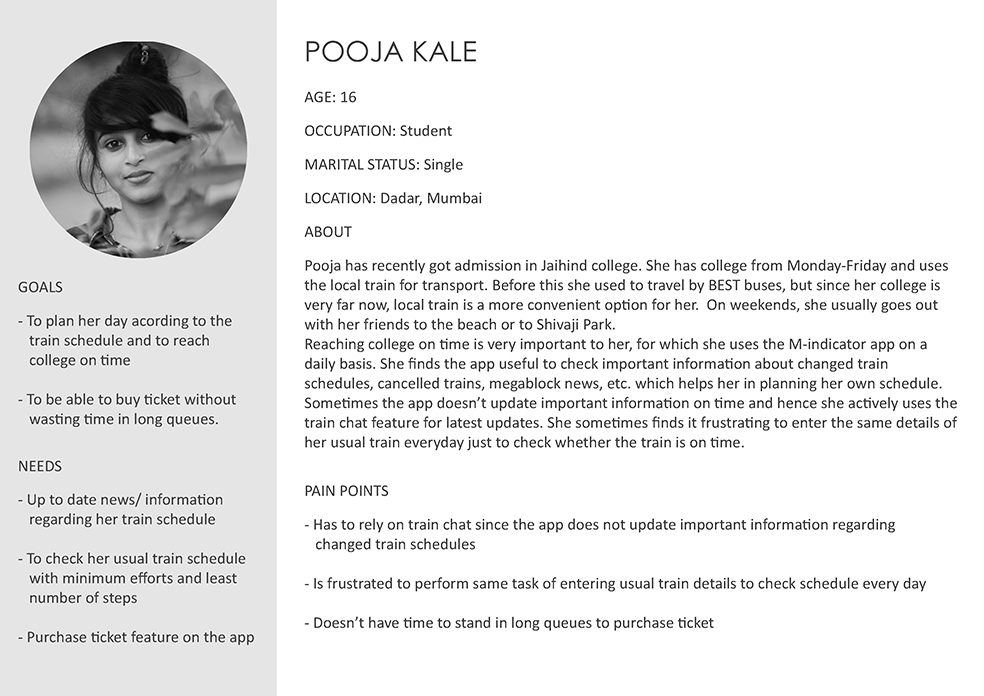 POOJA KALE
AGE: 16
OCCUPATION: Student
MARITAL STATUS: Single
LOCATION: Dadar, Mumbai
ABOUT
Pooja has recently got admission in Jaihind college. She has college from Monday-Friday and uses
the local train for transport. Before this she used to travel by BEST buses, but since her college is
very far now, local train is a more convenient option for her.  On weekends, she usually goes out
with her friends to the beach or to Shivaji Park.
Reaching college on time is very important to her, for which she uses the M-indicator app on a
daily basis. She finds the app useful to check important information about changed train
schedules, cancelled trains, megablock news, etc. which helps her in planning her own schedule.
Sometimes the app doesn’t update important information on time and hence she actively uses the
train chat feature for latest updates. She sometimes finds it frustrating to enter the same details of
her usual train everyday just to check whether the train is on time.
PAIN POINTS
- Has to rely on train chat since the app does not update important information regarding
changed train schedules
- Is frustrated to perform same task of entering usual train details to check schedule every day
- Doesn’t have time to stand in long queues to purchase ticket
GOALS
- To plan her day acording to the
train schedule and to reach
college on time
- To be able to buy ticket without
wasting time in long queues.
NEEDS
- Up to date news/ information
regarding her train schedule
- To check her usual train schedule
with minimum efforts and least
number of steps
- Purchase ticket feature on the app